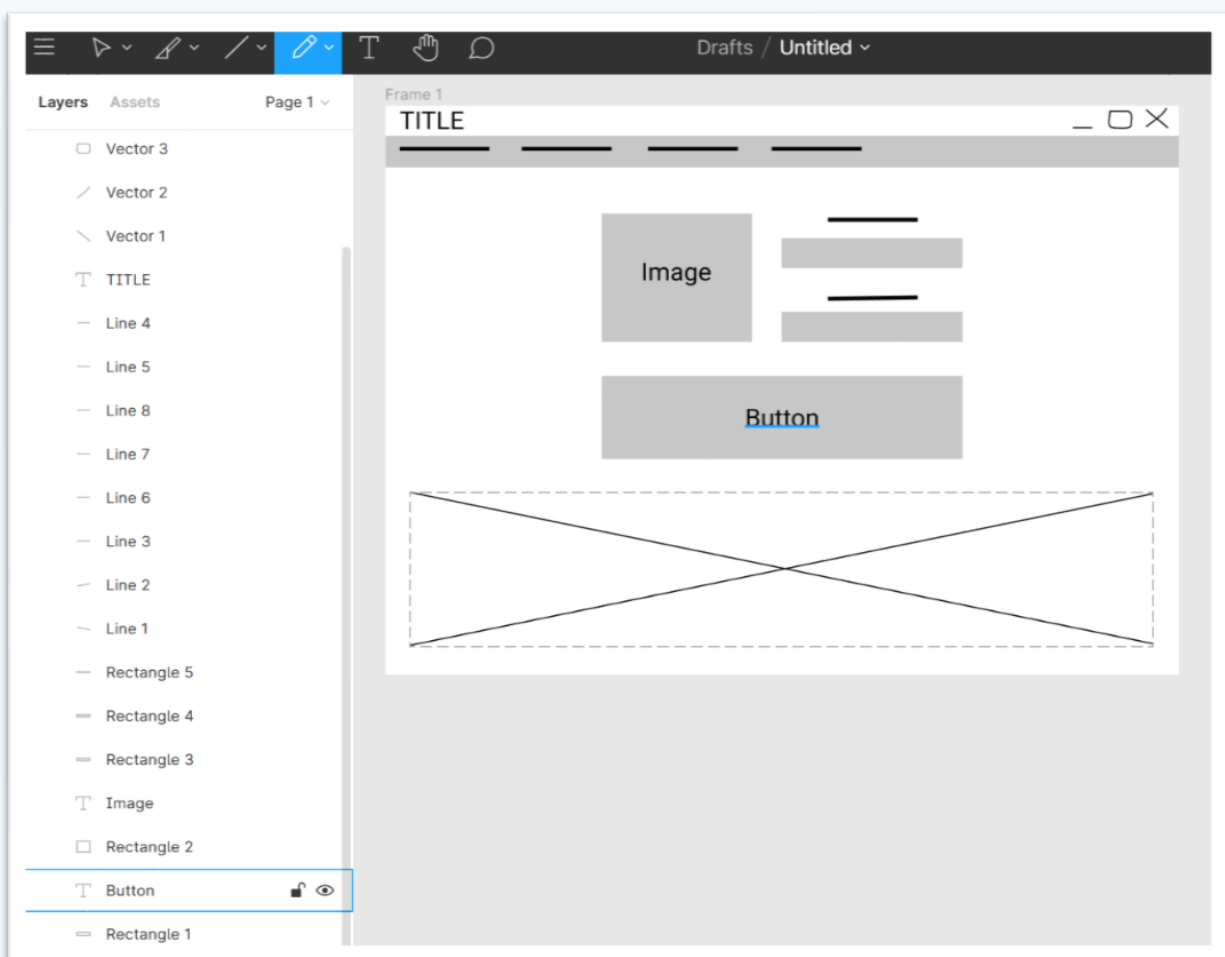 Drafts / Untitled
Layers Assets Page 1
Vector 3
Vector 2
Vector 1
TITLE
Line 4
Line 5
Line 8
Line 7
Line 6
Line 3
Line 2
Line 1
Rectangle 5
Rectangle 4
Rectangle 3
Image
Rectangle 2
Button
Rectangle 1
Frame 1
TITLE
Image
Button